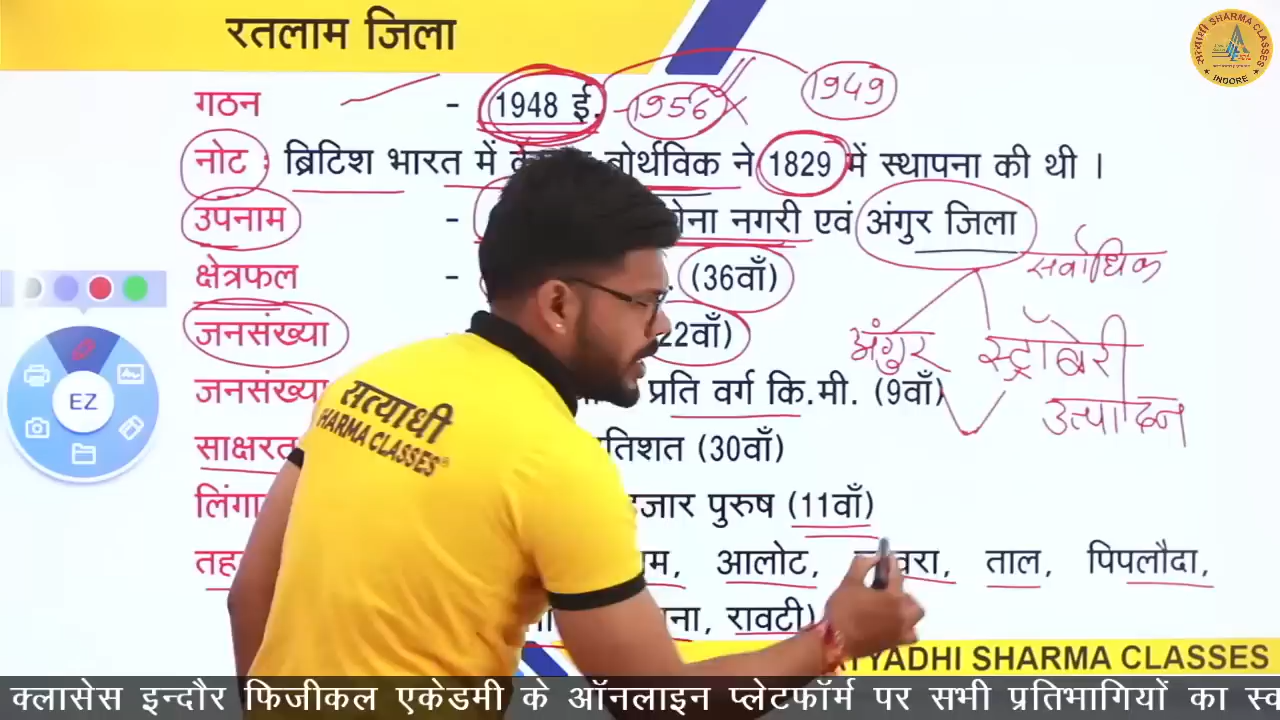 रतलाम जिला
सत्यार्थी SHARMA CLASSES
INDORE
गठन - 1948 ई. 1956 1949
नोट : ब्रिटिश भारत में बोर्थविक ने 1829 में स्थापना की थी ।
उपनाम - नगरी एवं अंगुर जिला
सर्वाधिक
क्षेत्रफल - (36वाँ)
जनसंख्या 22वाँ)
अंगुर स्ट्रॉबेरी
उत्पादन
जनसंख्या प्रति वर्ग कि.मी. (9वाँ)
साक्षरत (30वाँ)
लिंगा हजार पुरुष (11वाँ)
आलोट, ताल, पिपलौदा,
रावटी)
EZ
सत्याधी
SHARMA CLASSES
SATYADHI SHARMA CLASSES
क्लासेस इन्दौर फिजीकल एकेडमी के ऑनलाइन प्लेटफॉर्म पर सभी प्रतिभागियों का